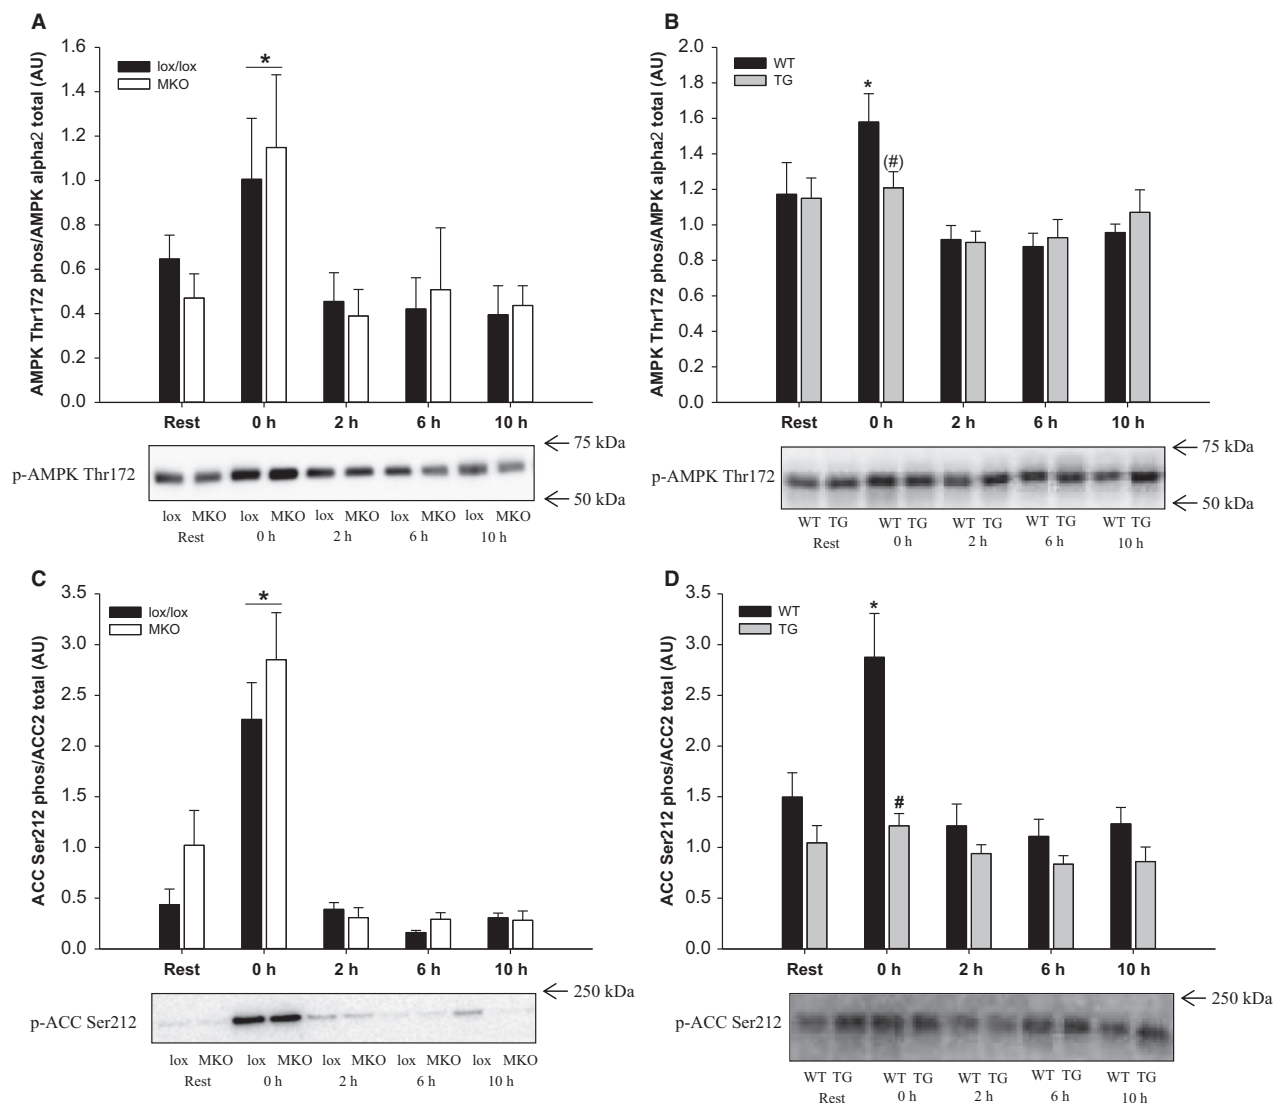 A
AMPK Thr172 phos/AMPK alpha2 total (AU)
1.6
1.4
1.2
1.0
0.8
0.6
0.4
0.2
0.0
lox/lox
MKO
*
Rest 0 h 2 h 6 h 10 h
75 kDa
p-AMPK Thr172
50 kDa
lox MKO lox MKO lox MKO lox MKO lox MKO
Rest 0 h 2 h 6 h 10 h
B
AMPK Thr172 phos/AMPK alpha2 total (AU)
2.0
1.8
1.6
1.4
1.2
1.0
0.8
0.6
0.4
0.2
0.0
WT
TG
*
(#)
Rest 0 h 2 h 6 h 10 h
75 kDa
p-AMPK Thr172
50 kDa
WT TG WT TG WT TG WT TG WT TG
Rest 0 h 2 h 6 h 10 h
C
ACC Ser212 phos/ACC2 total (AU)
3.5
3.0
2.5
2.0
1.5
1.0
0.5
0.0
lox/lox
MKO
*
Rest 0 h 2 h 6 h 10 h
250 kDa
p-ACC Ser212
lox MKO lox MKO lox MKO lox MKO lox MKO
Rest 0 h 2 h 6 h 10 h
D
ACC Ser212 phos/ACC2 total (AU)
3.5
3.0
2.5
2.0
1.5
1.0
0.5
0.0
WT
TG
*
#
Rest 0 h 2 h 6 h 10 h
250 kDa
p-ACC Ser212
WT TG WT TG WT TG WT TG WT TG
Rest 0 h 2 h 6 h 10 h